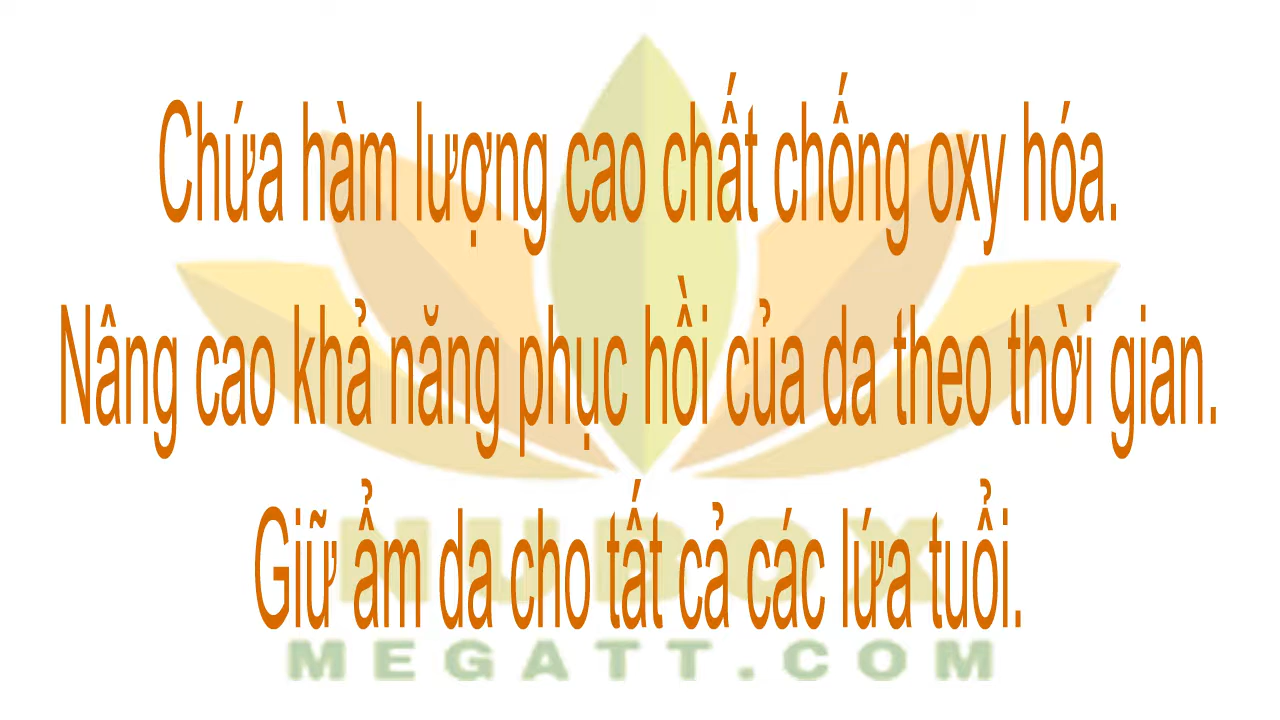 Chứa hàm lượng cao chất chống oxy hóa.
Nâng cao khả năng phục hồi của da theo thời gian.
Giữ ẩm da cho tất cả các lứa tuổi.
NUBOX
MEGATT.COM